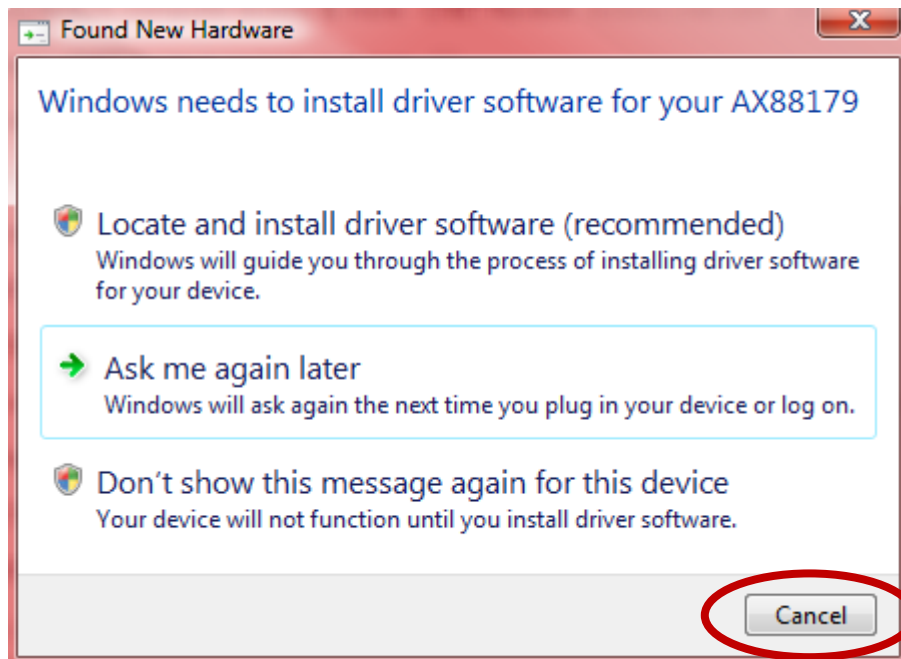 Found New Hardware
Windows needs to install driver software for your AX88179
Locate and install driver software (recommended)
Windows will guide you through the process of installing driver software
for your device.
Ask me again later
Windows will ask again the next time you plug in your device or log on.
Don't show this message again for this device
Your device will not function until you install driver software.
Cancel